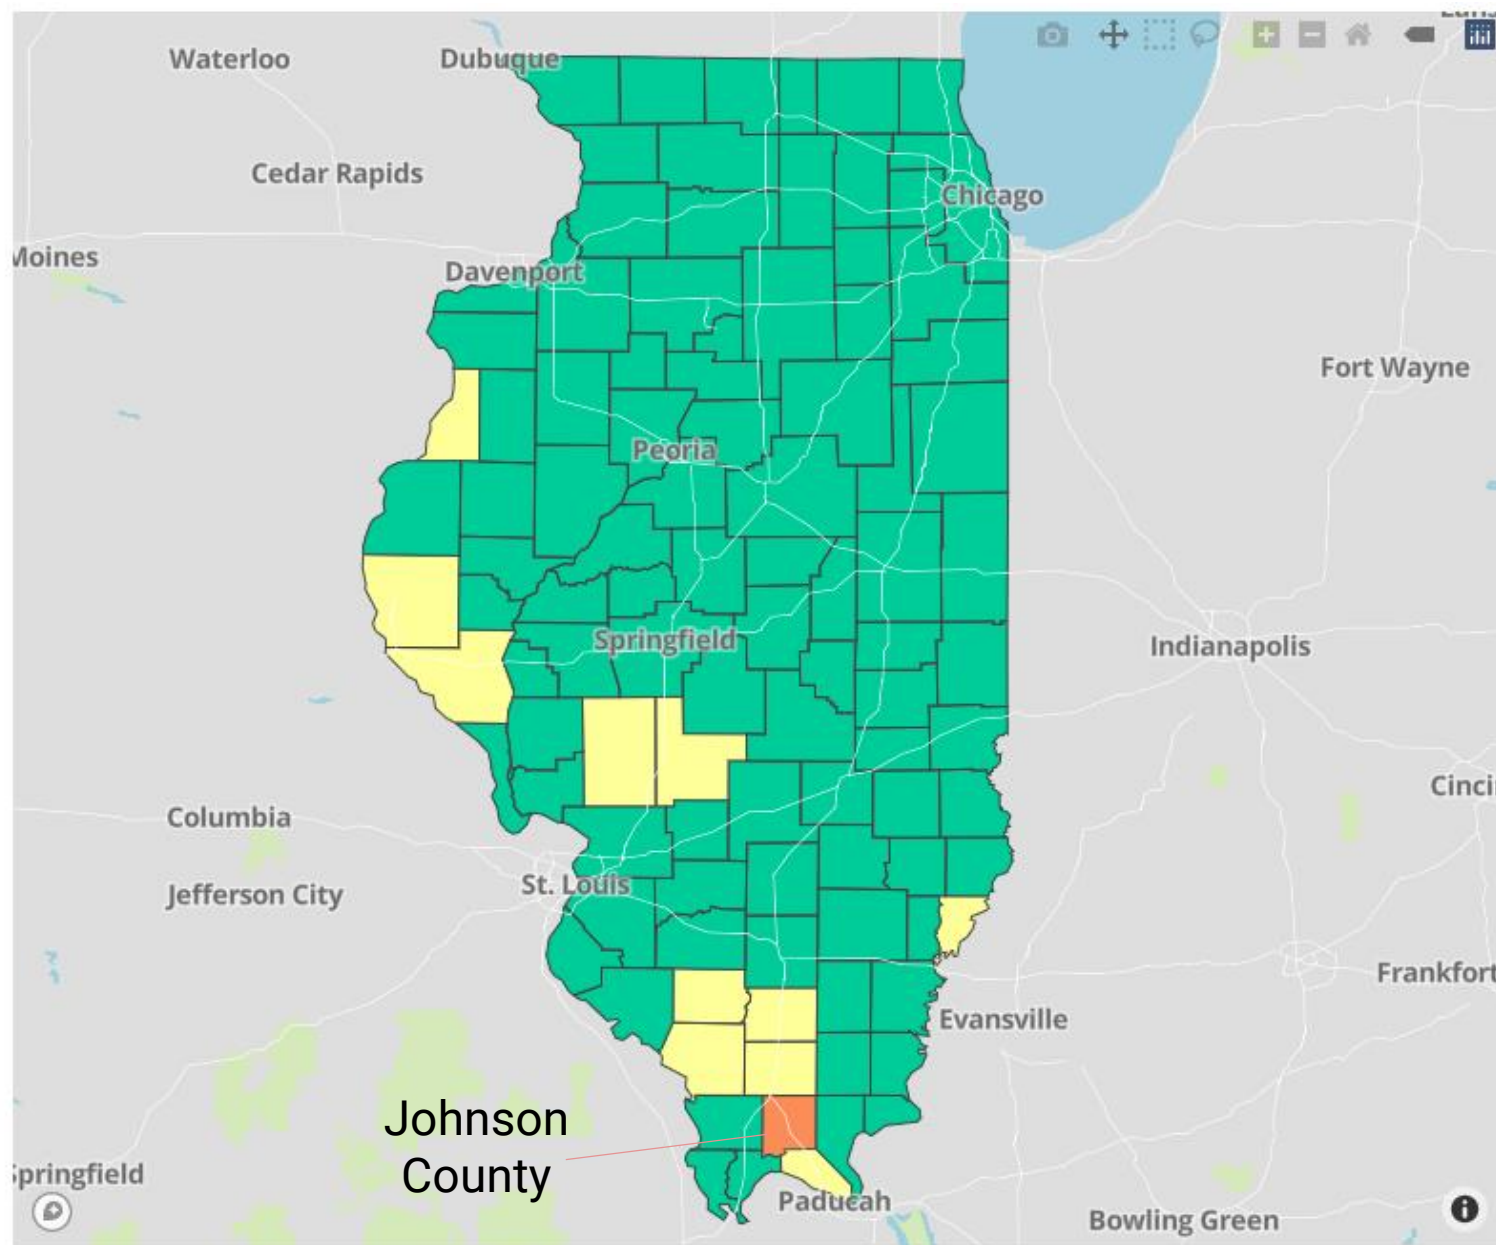 Waterloo
Dubuque
Cedar Rapids
Chicago
Moines
Davenport
Fort Wayne
Peoria
Springfield
Indianapolis
Columbia
Cinci
Jefferson City
St. Louis
Frankfort
Evansville
Johnson
County
Springfield
Paducah
Bowling Green